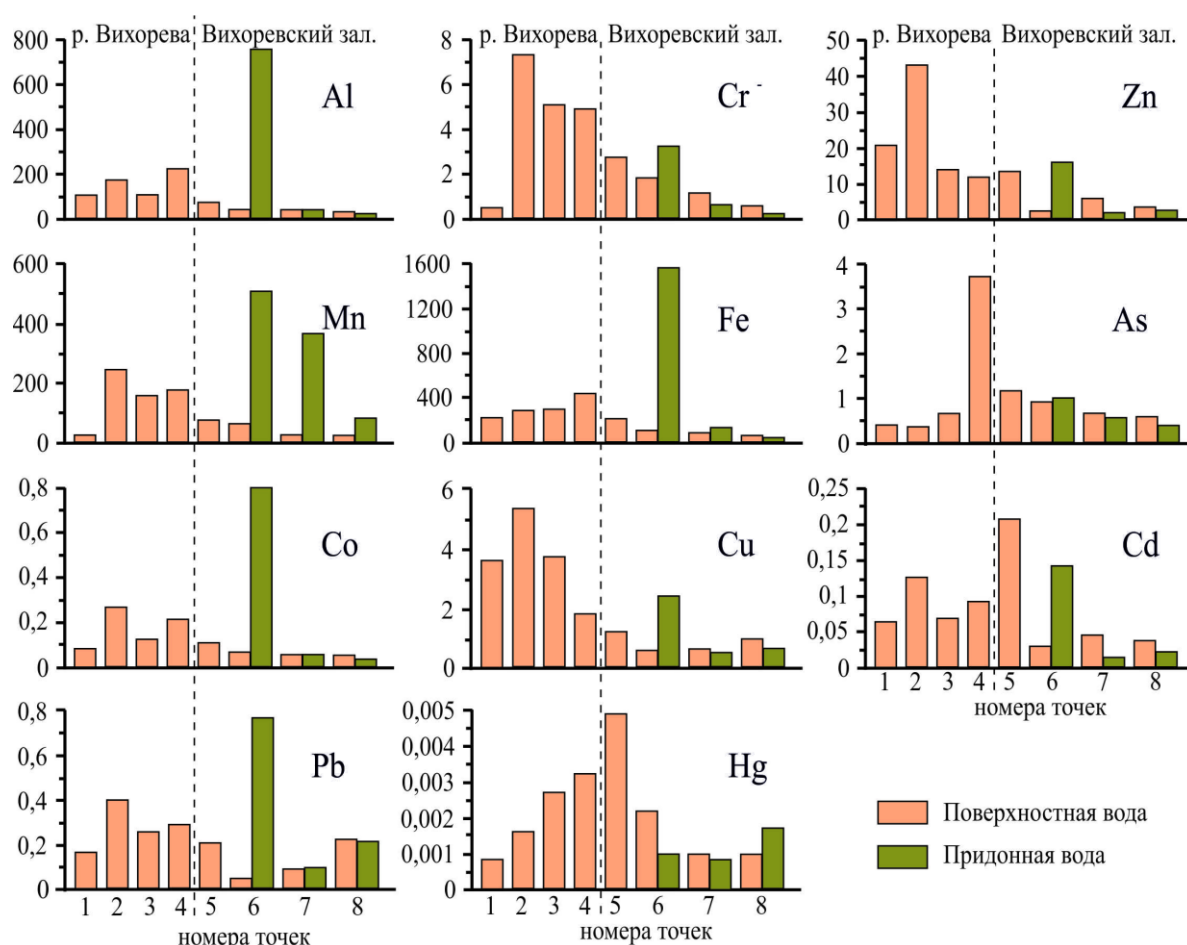 р. Вихорева Вихоревский зал.
800
600
400
200
0
Al
р. Вихорева Вихоревский зал.
8
6
4
2
0
Cr -
р. Вихорева Вихоревский зал.
50
40
30
20
10
0
Zn
600
400
200
0
Mn
1600
1200
800
400
0
Fe
4
3
2
1
0
As
0,8
0,6
0,4
0,2
0
Co
6
4
2
0
Cu
0,25
0,2
0,15
0,1
0,05
0
Cd
1 2 3 4 5 6 7 8
номера точек
0,8
0,6
0,4
0,2
0
Pb
1 2 3 4 5 6 7 8
номера точек
0,005
0,004
0,003
0,002
0,001
0
Hg
1 2 3 4 5 6 7 8
номера точек
Поверхностная вода
Придонная вода